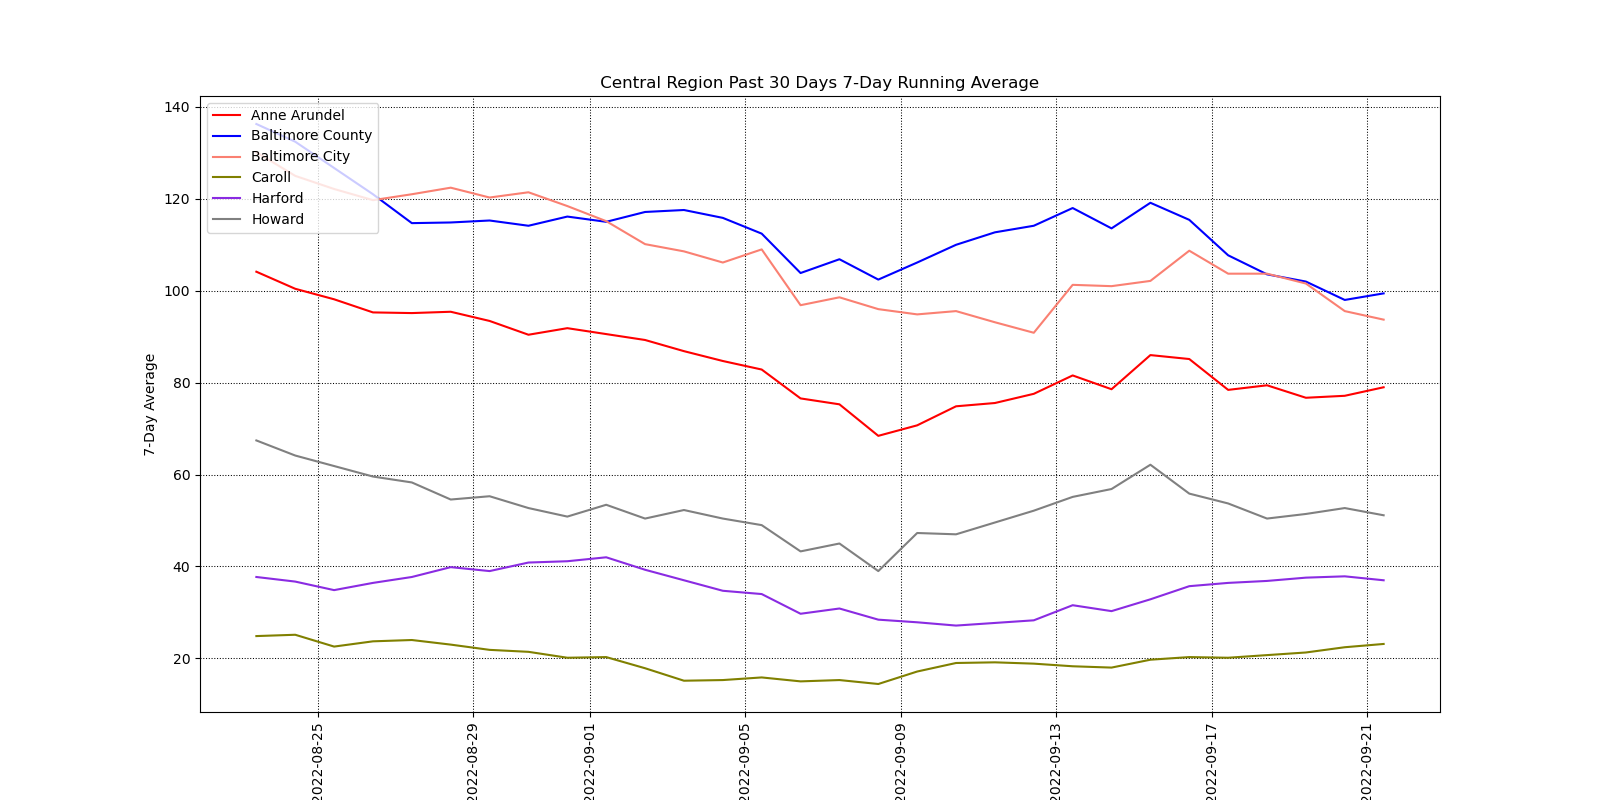 Central Region Past 30 Days 7-Day Running Average
140
120
100
80
60
40
20
7-Day Average
Anne Arundel
Baltimore County
Baltimore City
Caroll
Harford
Howard
2022-08-25
2022-08-29
2022-09-01
2022-09-05
2022-09-09
2022-09-13
2022-09-17
2022-09-21